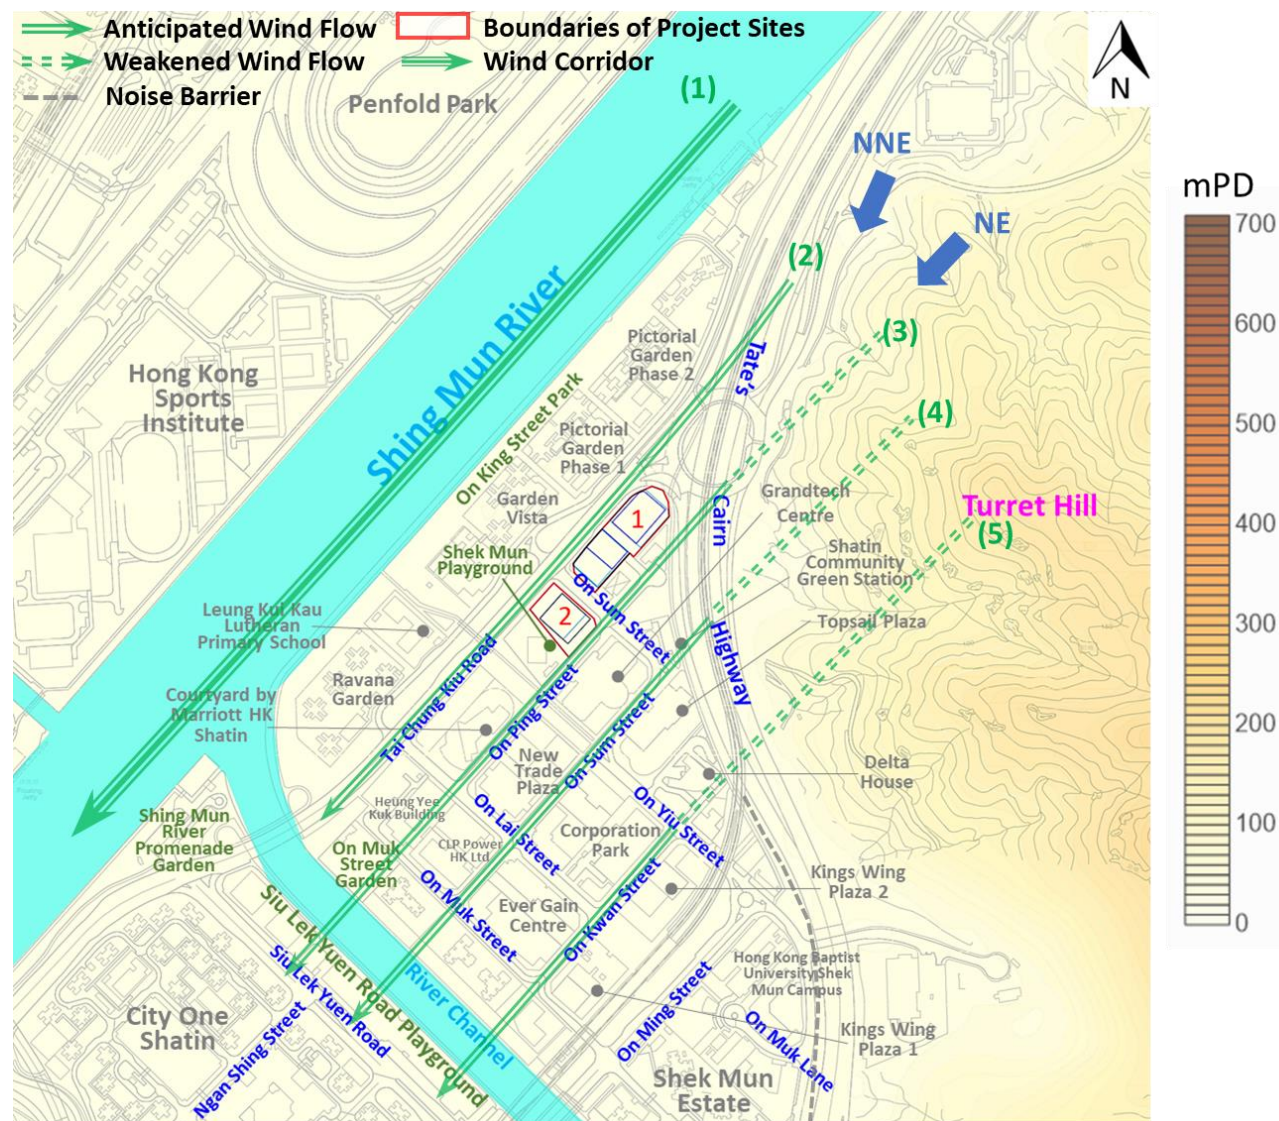 Anticipated Wind Flow
Boundaries of Project Sites
Weakened Wind Flow
Wind Corridor
Noise Barrier
Penfold Park
(1)
N
NNE
NE
mPD
700
600
500
400
300
200
100
0
(2)
(3)
(4)
(5)
Turret Hill
Hong Kong
Sports
Institute
Shing Mun River
On King Street Park
Pictorial
Garden
Phase 2
Pictorial
Garden
Phase 1
Garden
Vista
Tate's
Cairn
Highway
Grandtech
Centre
Shatin
Community
Green Station
Topsail Plaza
Shek Mun
Playground
1
2
On Sum Street
Leung Kui Kau
Lutheran
Primary School
Ravana
Garden
Courtyard by
Marriott HK
Shatin
Tai Chung Kiu Road
On Ping Street
On Sum Street
New
Trade
Plaza
Delta
House
On Yiu Street
Heung Yee
Kuk Building
On Lai Street
Corporation
Park
CLP Power
HK Ltd
Shing Mun
River
Promenade
Garden
On Muk
Street
Garden
On Muk Street
Ever Gain
Centre
On Kwan Street
Kings Wing
Plaza 2
Siu Lek Yuen Road Playground
Siu Lek Yuen Road
River Channel
Hong Kong Baptist
University Shek
Mun Campus
On Ming Street
On Muk Lane
Kings Wing
Plaza 1
City One
Shatin
Ngan Shing Street
Shek Mun
Estate